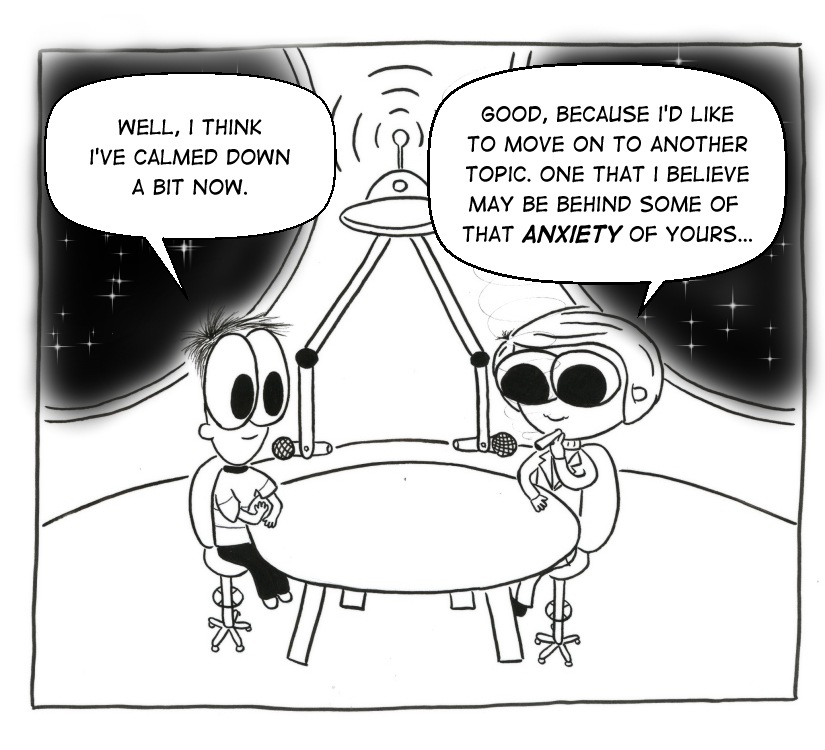 WELL, I THINK
I'VE CALMED DOWN
A BIT NOW.
GOOD, BECAUSE I'D LIKE
TO MOVE ON TO ANOTHER
TOPIC. ONE THAT I BELIEVE
MAY BE BEHIND SOME OF
THAT ANXIETY OF YOURS...